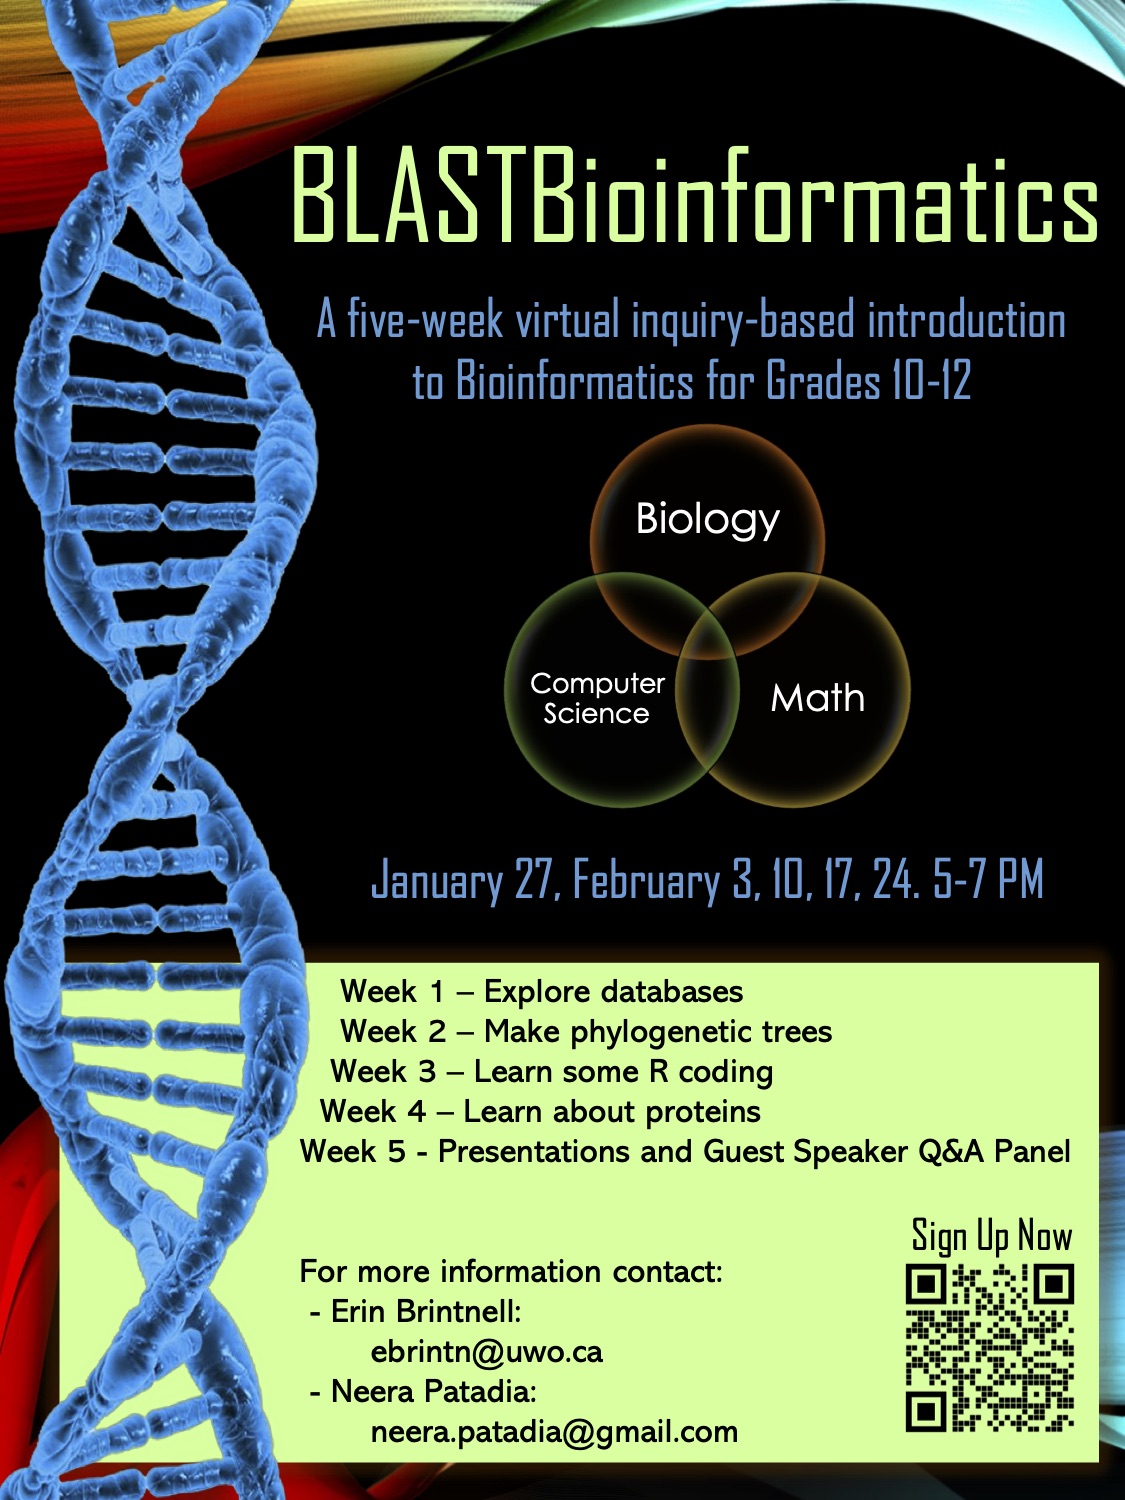 BLASTBioinformatics
A five-week virtual inquiry-based introduction
to Bioinformatics for Grades 10-12
Biology
Computer
Science
Math
January 27, February 3, 10, 17, 24. 5-7 PM
Week 1 – Explore databases
Week 2 – Make phylogenetic trees
Week 3 – Learn some R coding
Week 4 – Learn about proteins
Week 5 - Presentations and Guest Speaker Q&A Panel
Sign Up Now
For more information contact:
- Erin Brintnell:
ebrintn@uwo.ca
- Neera Patadia:
neera.patadia@gmail.com